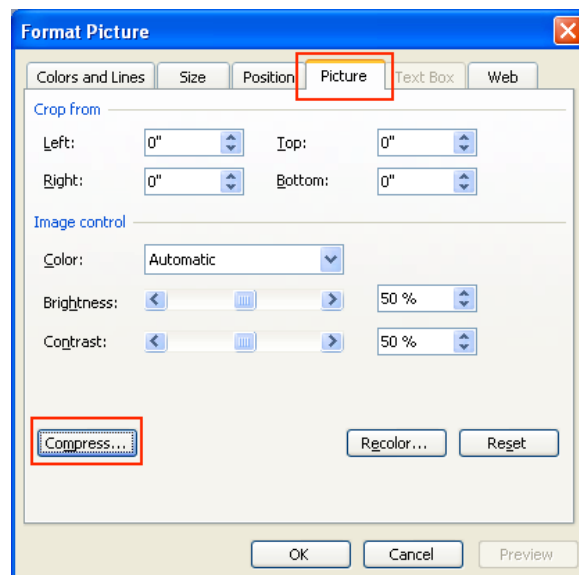 Format Picture
Colors and Lines Size Position Picture Text Box Web
Crop from
Left: 0" Top: 0"
Right: 0" Bottom: 0"
Image control
Color: Automatic
Brightness: 50 %
Contrast: 50 %
Compress... Recolor... Reset
OK Cancel Preview